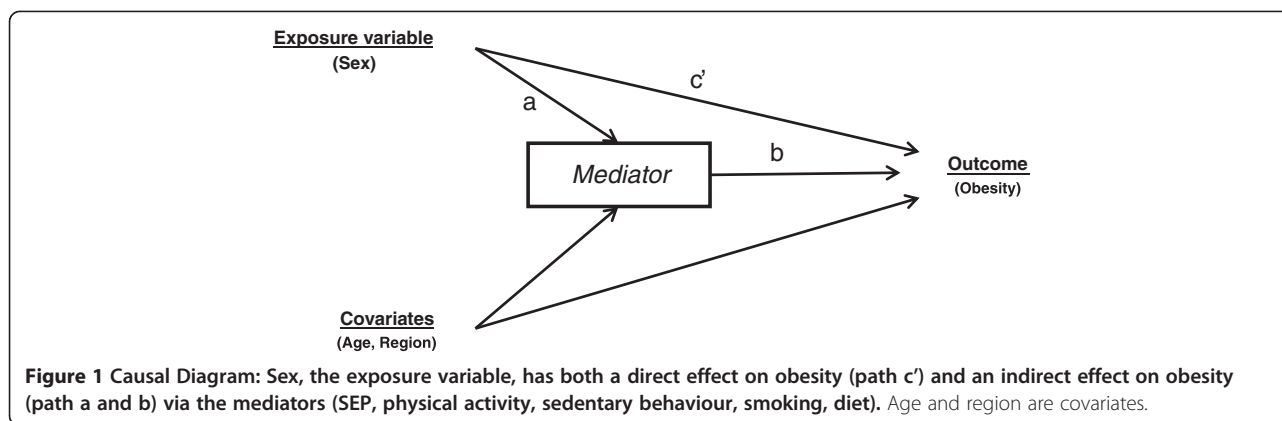 Exposure variable
(Sex)
c'
a
b
Mediator
Outcome
(Obesity)
Covariates
(Age, Region)
Figure 1 Causal Diagram: Sex, the exposure variable, has both a direct effect on obesity (path c') and an indirect effect on obesity
(path a and b) via the mediators (SEP, physical activity, sedentary behaviour, smoking, diet). Age and region are covariates.